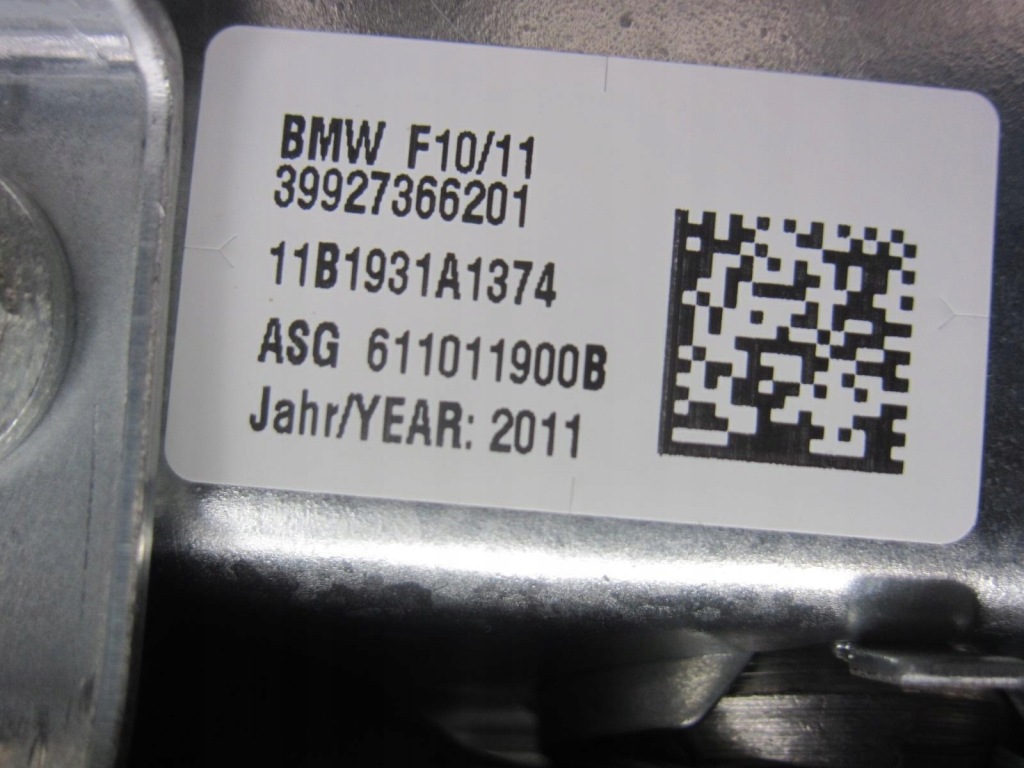 BMW F10/11
39927366201
11B1931A1374
ASG 611011900B
Jahr/YEAR: 2011